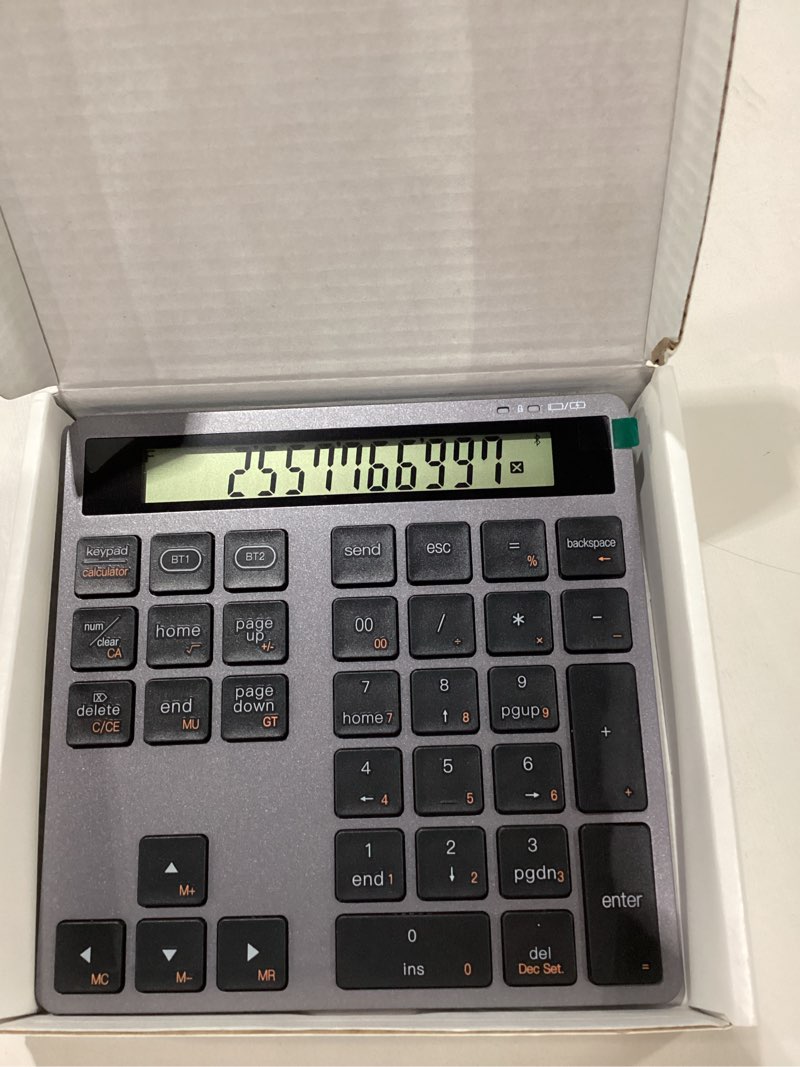 2557766997
keypad
calculator
BT1
BT2
send
esc
=
%
backspace
←
num/clear
CA
home
√
page up
+/-
00
00
/
÷
*
×
−
−
delete
C/CE
end
MU
page down
GT
7
home 7
8
↑ 8
9
pgup 9
+
+
4
← 4
5
5
6
→ 6
1
end 1
2
↓ 2
3
pgdn 3
enter
=
▲
M+
◀
MC
▼
M−
▶
MR
0
ins 0
.
del
Dec Set.